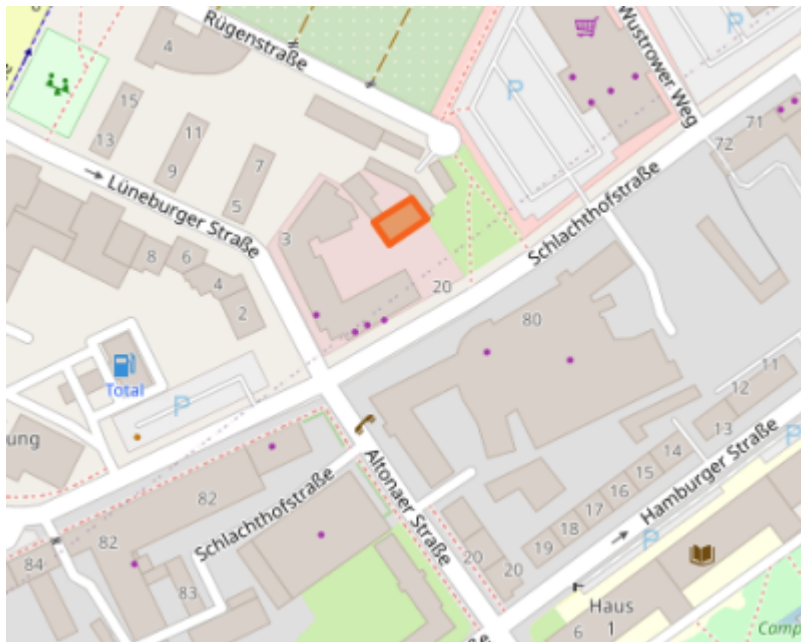 Rügenstraße
Wustrower Weg
4
P
15
13
11
9
7
5
71
72
Lüneburger Straße
Schlachthofstraße
3
8
6
4
2
20
80
Total
P
11
12
13
14
15
16
17
18
19
Hamburger Straße
P
ung
82
Schlachthofstraße
Altonaer Straße
82
84
83
20
20
P
Haus
1
6
Camp